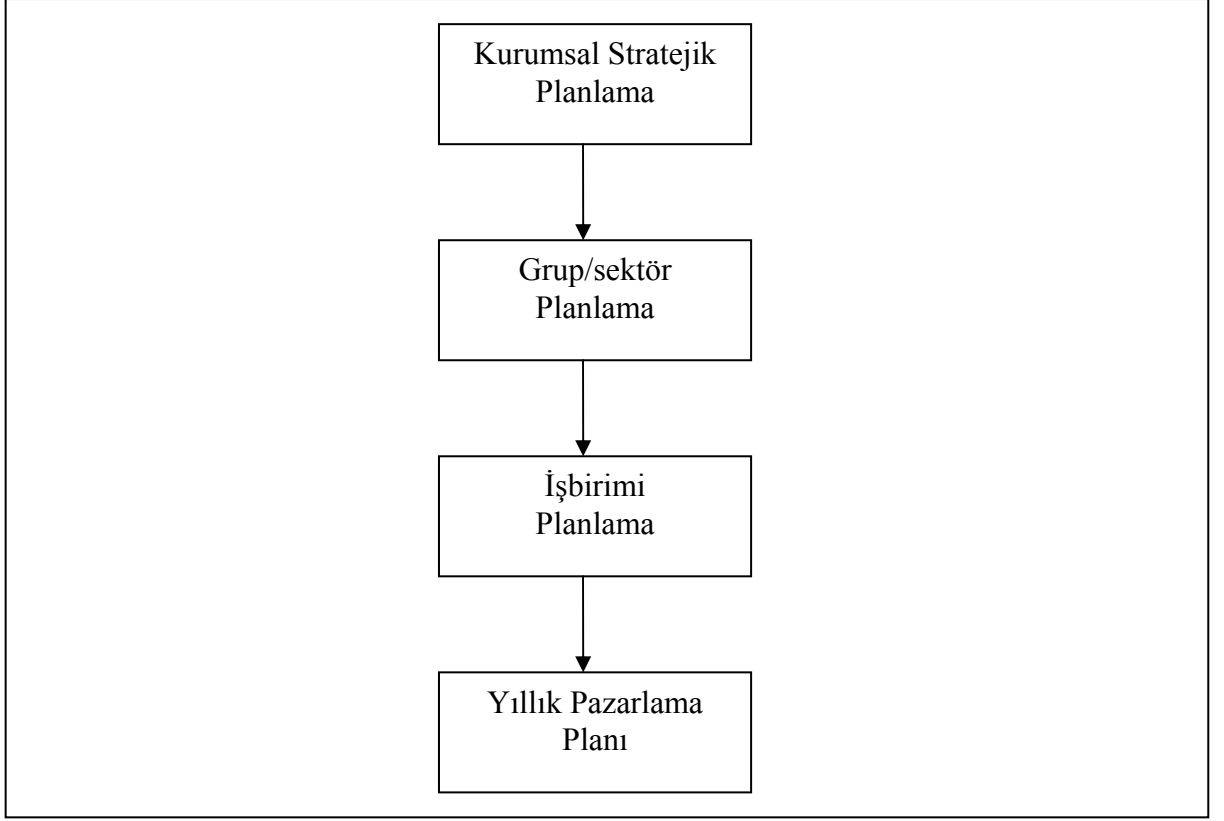 Kurumsal Stratejik
Planlama
Grup/sektör
Planlama
İşbirimi
Planlama
Yıllık Pazarlama
Planı